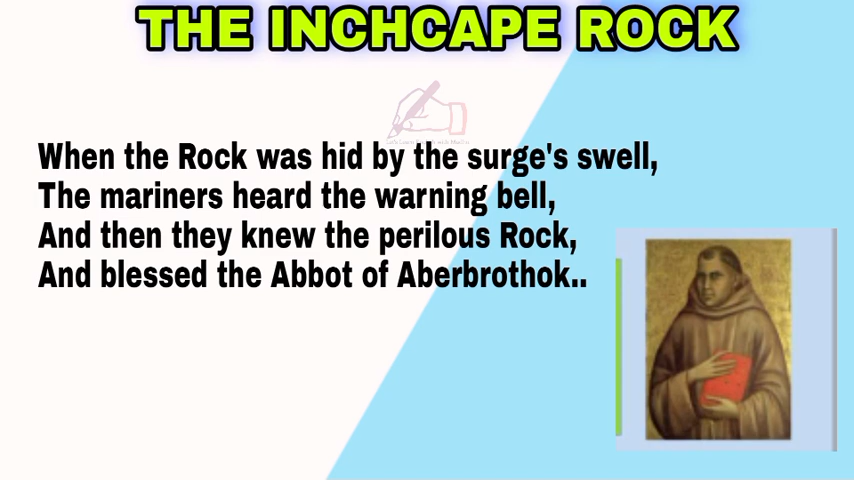 THE INCHCAPE ROCK
When the Rock was hid by the surge's swell,
The mariners heard the warning bell,
And then they knew the perilous Rock,
And blessed the Abbot of Aberbrothok..